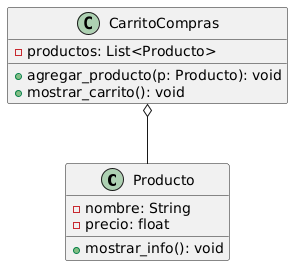 C CarritoCompras
productos: List<Producto>
agregar_producto(p: Producto): void
mostrar_carrito(): void
C Producto
nombre: String
precio: float
mostrar_info(): void